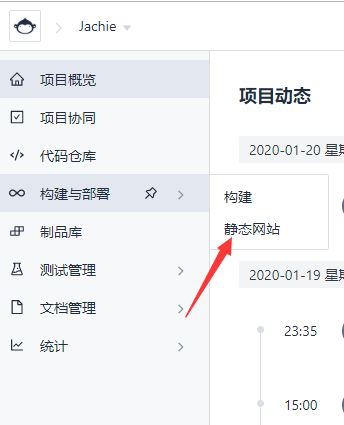 Jachie
项目概览
项目协同
代码仓库
构建与部署
制品库
测试管理
文档管理
统计
项目动态
2020-01-20 星期
构建
静态网站
2020-01-19 星期
23:35
15:00